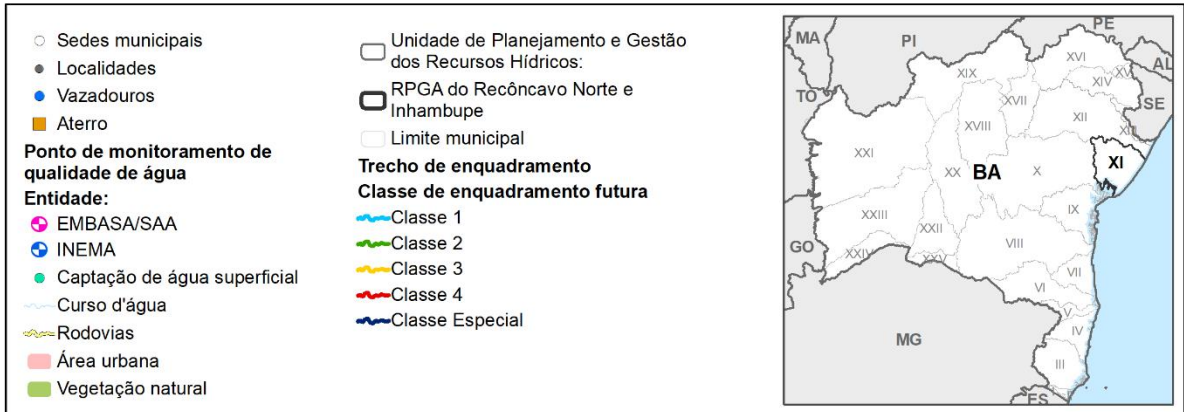 Sedes municipais
Localidades
Vazadouros
Aterro
Ponto de monitoramento de
qualidade de água
Entidade:
EMBASA/SAA
INEMA
Captação de água superficial
Curso d'água
Rodovias
Área urbana
Vegetação natural
Unidade de Planejamento e Gestão
dos Recursos Hídricos:
RPGA do Recôncavo Norte e
Inhambupe
Limite municipal
Trecho de enquadramento
Classe de enquadramento futura
Classe 1
Classe 2
Classe 3
Classe 4
Classe Especial
MA
PI
PE
AL
TO
SE
XIX
XVI
XIV
XV
XVII
XII
XVIII
XXI
XX
BA
X
XI
IX
XXIII
XXII
VIII
GO
XXIV
XXV
VII
VI
V
IV
MG
III
ES